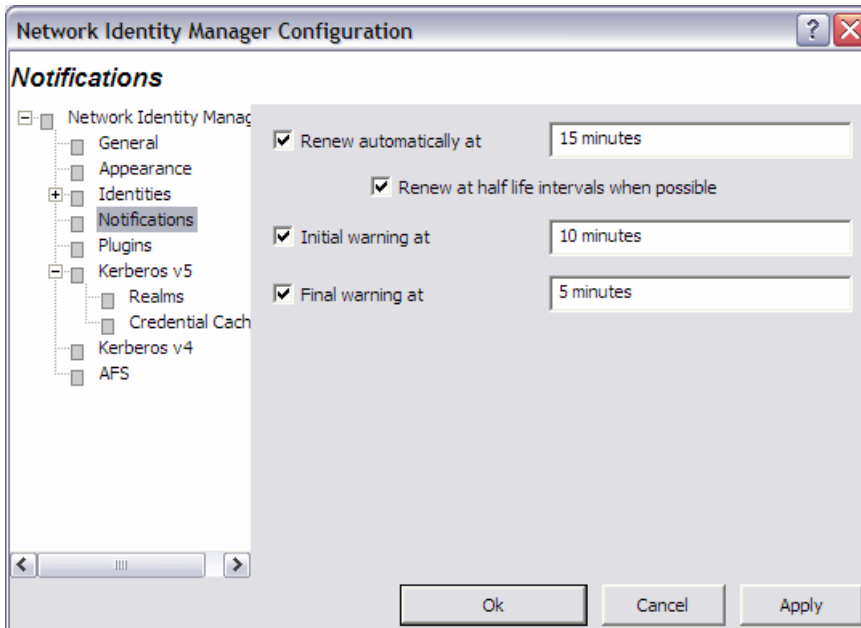 Network Identity Manager Configuration
Notifications
Network Identity Manag
General
Appearance
Identities
Notifications
Plugins
Kerberos v5
Realms
Credential Cach
Kerberos v4
AFS
Renew automatically at
15 minutes
Renew at half life intervals when possible
Initial warning at
10 minutes
Final warning at
5 minutes
Ok
Cancel
Apply